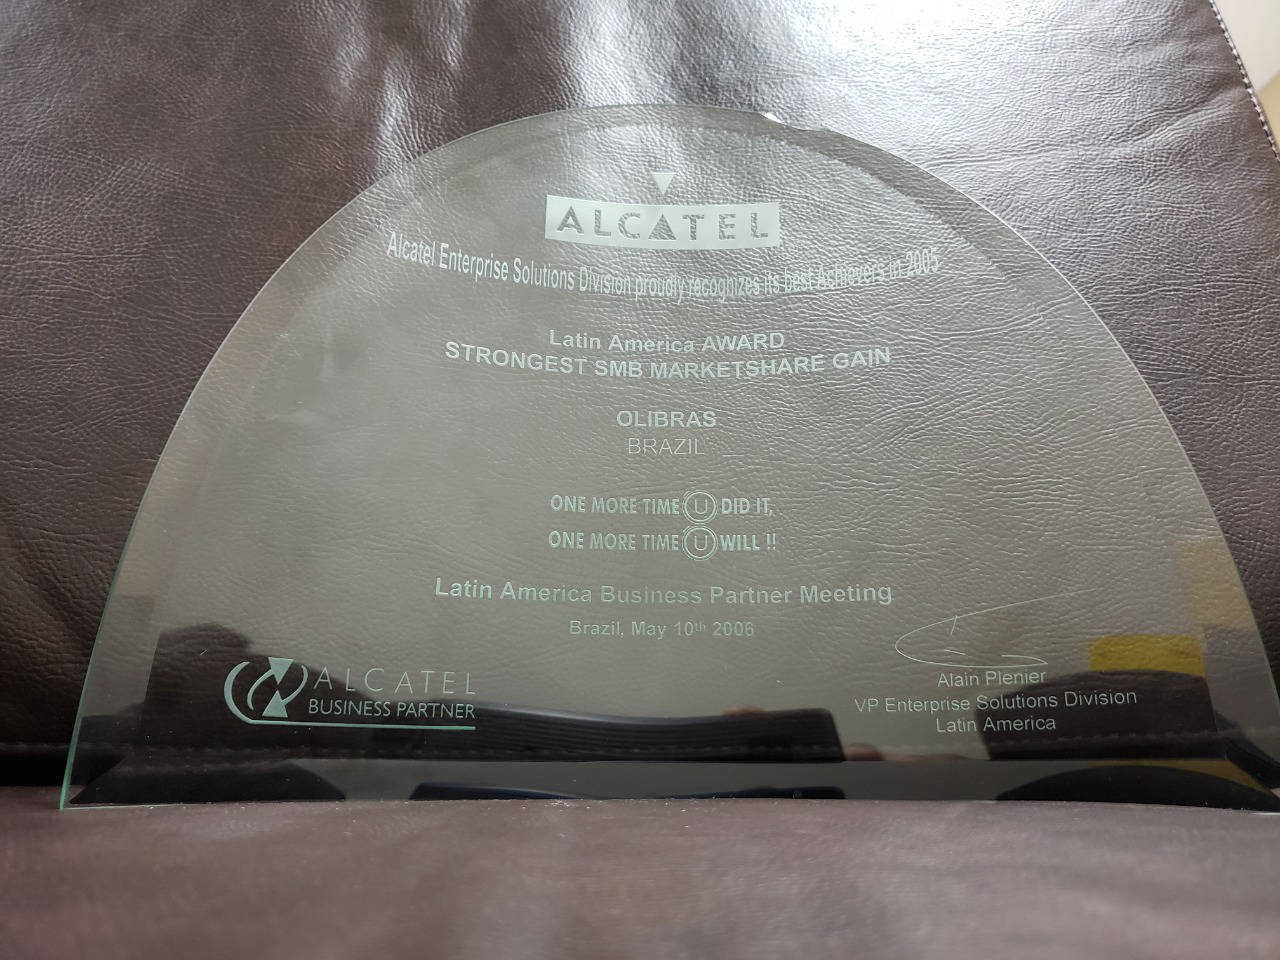 ALCATEL
Alcatel Enterprise Solutions Division proudly recognizes its best Achievers in 2005
Latin America AWARD
STRONGEST SMB MARKETSHARE GAIN
OLIBRAS
BRAZIL
ONE MORE TIME U DID IT,
ONE MORE TIME U WILL !!
Latin America Business Partner Meeting
Brazil, May 10th 2006
ALCATEL
BUSINESS PARTNER
Alain Plenier
VP Enterprise Solutions Division
Latin America